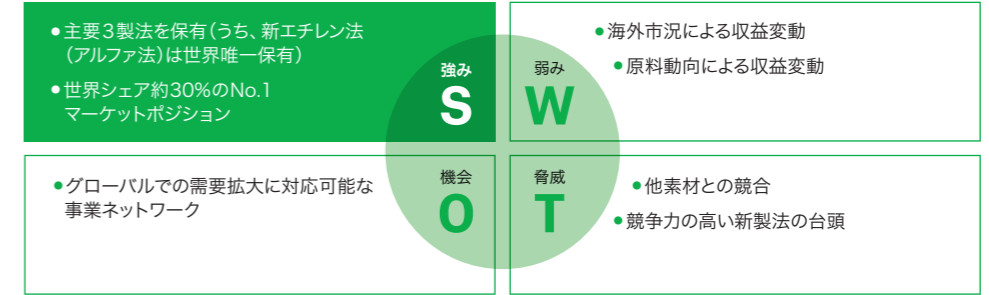 ●主要3製法を保有（うち、新エチレン法
（アルファ法）は世界唯一保有）
●世界シェア約30%のNo.1
マーケットポジション
強み
S
弱み
W
●海外市況による収益変動
●原料動向による収益変動
●グローバルでの需要拡大に対応可能な
事業ネットワーク
機会
O
脅威
T
●他素材との競合
●競争力の高い新製法の台頭